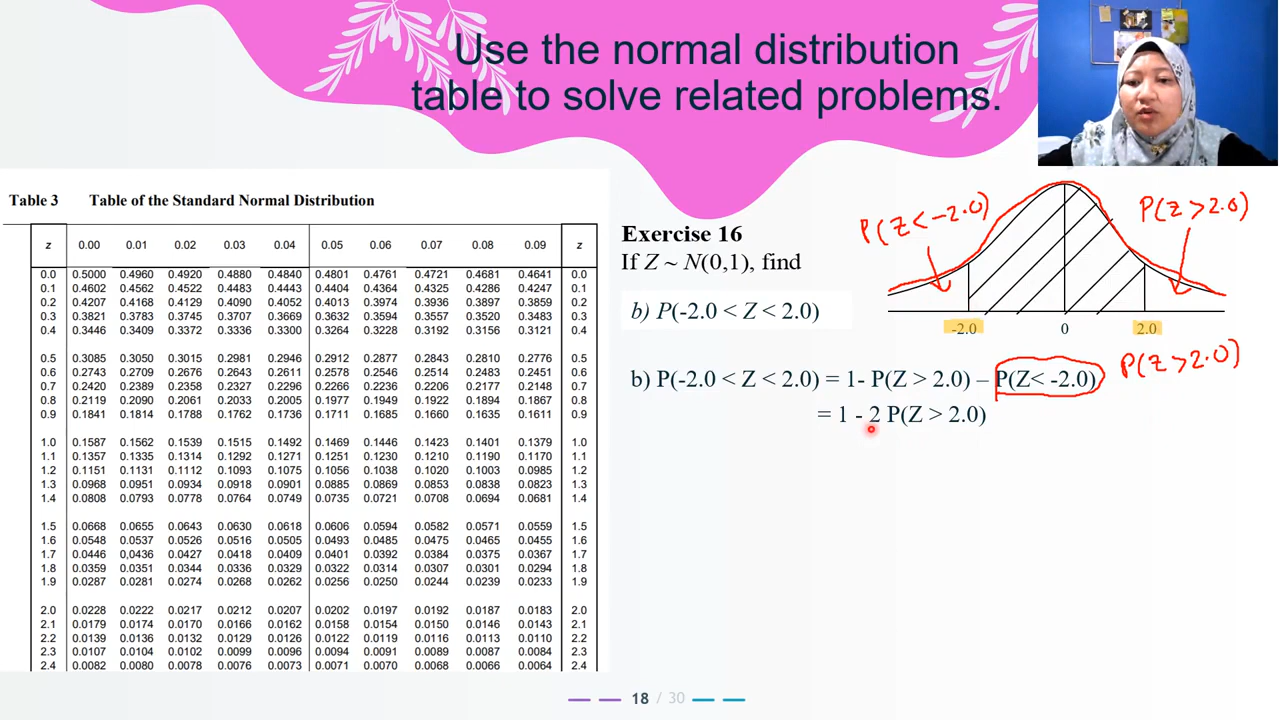 Use the normal distribution
table to solve related problems.
Table 3 Table of the Standard Normal Distribution
z 0.00 0.01 0.02 0.03 0.04 0.05 0.06 0.07 0.08 0.09 z
0.0 0.5000 0.4960 0.4920 0.4880 0.4840 0.4801 0.4761 0.4721 0.4681 0.4641 0.0
0.1 0.4602 0.4562 0.4522 0.4483 0.4443 0.4404 0.4364 0.4325 0.4286 0.4247 0.1
0.2 0.4207 0.4168 0.4129 0.4090 0.4052 0.4013 0.3974 0.3936 0.3897 0.3859 0.2
0.3 0.3821 0.3783 0.3745 0.3707 0.3669 0.3632 0.3594 0.3557 0.3520 0.3483 0.3
0.4 0.3446 0.3409 0.3372 0.3336 0.3300 0.3264 0.3228 0.3192 0.3156 0.3121 0.4
0.5 0.3085 0.3050 0.3015 0.2981 0.2946 0.2912 0.2877 0.2843 0.2810 0.2776 0.5
0.6 0.2743 0.2709 0.2676 0.2643 0.2611 0.2578 0.2546 0.2514 0.2483 0.2451 0.6
0.7 0.2420 0.2389 0.2358 0.2327 0.2296 0.2266 0.2236 0.2206 0.2177 0.2148 0.7
0.8 0.2119 0.2090 0.2061 0.2033 0.2005 0.1977 0.1949 0.1922 0.1894 0.1867 0.8
0.9 0.1841 0.1814 0.1788 0.1762 0.1736 0.1711 0.1685 0.1660 0.1635 0.1611 0.9
1.0 0.1587 0.1562 0.1539 0.1515 0.1492 0.1469 0.1446 0.1423 0.1401 0.1379 1.0
1.1 0.1357 0.1335 0.1314 0.1292 0.1271 0.1251 0.1230 0.1210 0.1190 0.1170 1.1
1.2 0.1151 0.1131 0.1112 0.1093 0.1075 0.1056 0.1038 0.1020 0.1003 0.0985 1.2
1.3 0.0968 0.0951 0.0934 0.0918 0.0901 0.0885 0.0869 0.0853 0.0838 0.0823 1.3
1.4 0.0808 0.0793 0.0778 0.0764 0.0749 0.0735 0.0721 0.0708 0.0694 0.0681 1.4
1.5 0.0668 0.0655 0.0643 0.0630 0.0618 0.0606 0.0594 0.0582 0.0571 0.0559 1.5
1.6 0.0548 0.0537 0.0526 0.0516 0.0505 0.0493 0.0485 0.0475 0.0465 0.0455 1.6
1.7 0.0446 0,0436 0.0427 0.0418 0.0409 0.0401 0.0392 0.0384 0.0375 0.0367 1.7
1.8 0.0359 0.0351 0.0344 0.0336 0.0329 0.0322 0.0314 0.0307 0.0301 0.0294 1.8
1.9 0.0287 0.0281 0.0274 0.0268 0.0262 0.0256 0.0250 0.0244 0.0239 0.0233 1.9
2.0 0.0228 0.0222 0.0217 0.0212 0.0207 0.0202 0.0197 0.0192 0.0187 0.0183 2.0
2.1 0.0179 0.0174 0.0170 0.0166 0.0162 0.0158 0.0154 0.0150 0.0146 0.0143 2.1
2.2 0.0139 0.0136 0.0132 0.0129 0.0126 0.0122 0.0119 0.0116 0.0113 0.0110 2.2
2.3 0.0107 0.0104 0.0102 0.0099 0.0096 0.0094 0.0091 0.0089 0.0087 0.0084 2.3
2.4 0.0082 0.0080 0.0078 0.0076 0.0073 0.0071 0.0070 0.0068 0.0066 0.0064 2.4
Exercise 16
If Z ~ N(0,1), find
b) P(-2.0 < Z < 2.0)
P(Z < -2.0)
P(Z > 2.0)
-2.0 0 2.0
P(Z > 2.0)
b) P(-2.0 < Z < 2.0) = 1- P(Z > 2.0) – P(Z< -2.0)
= 1 - 2 P(Z > 2.0)
18 / 30